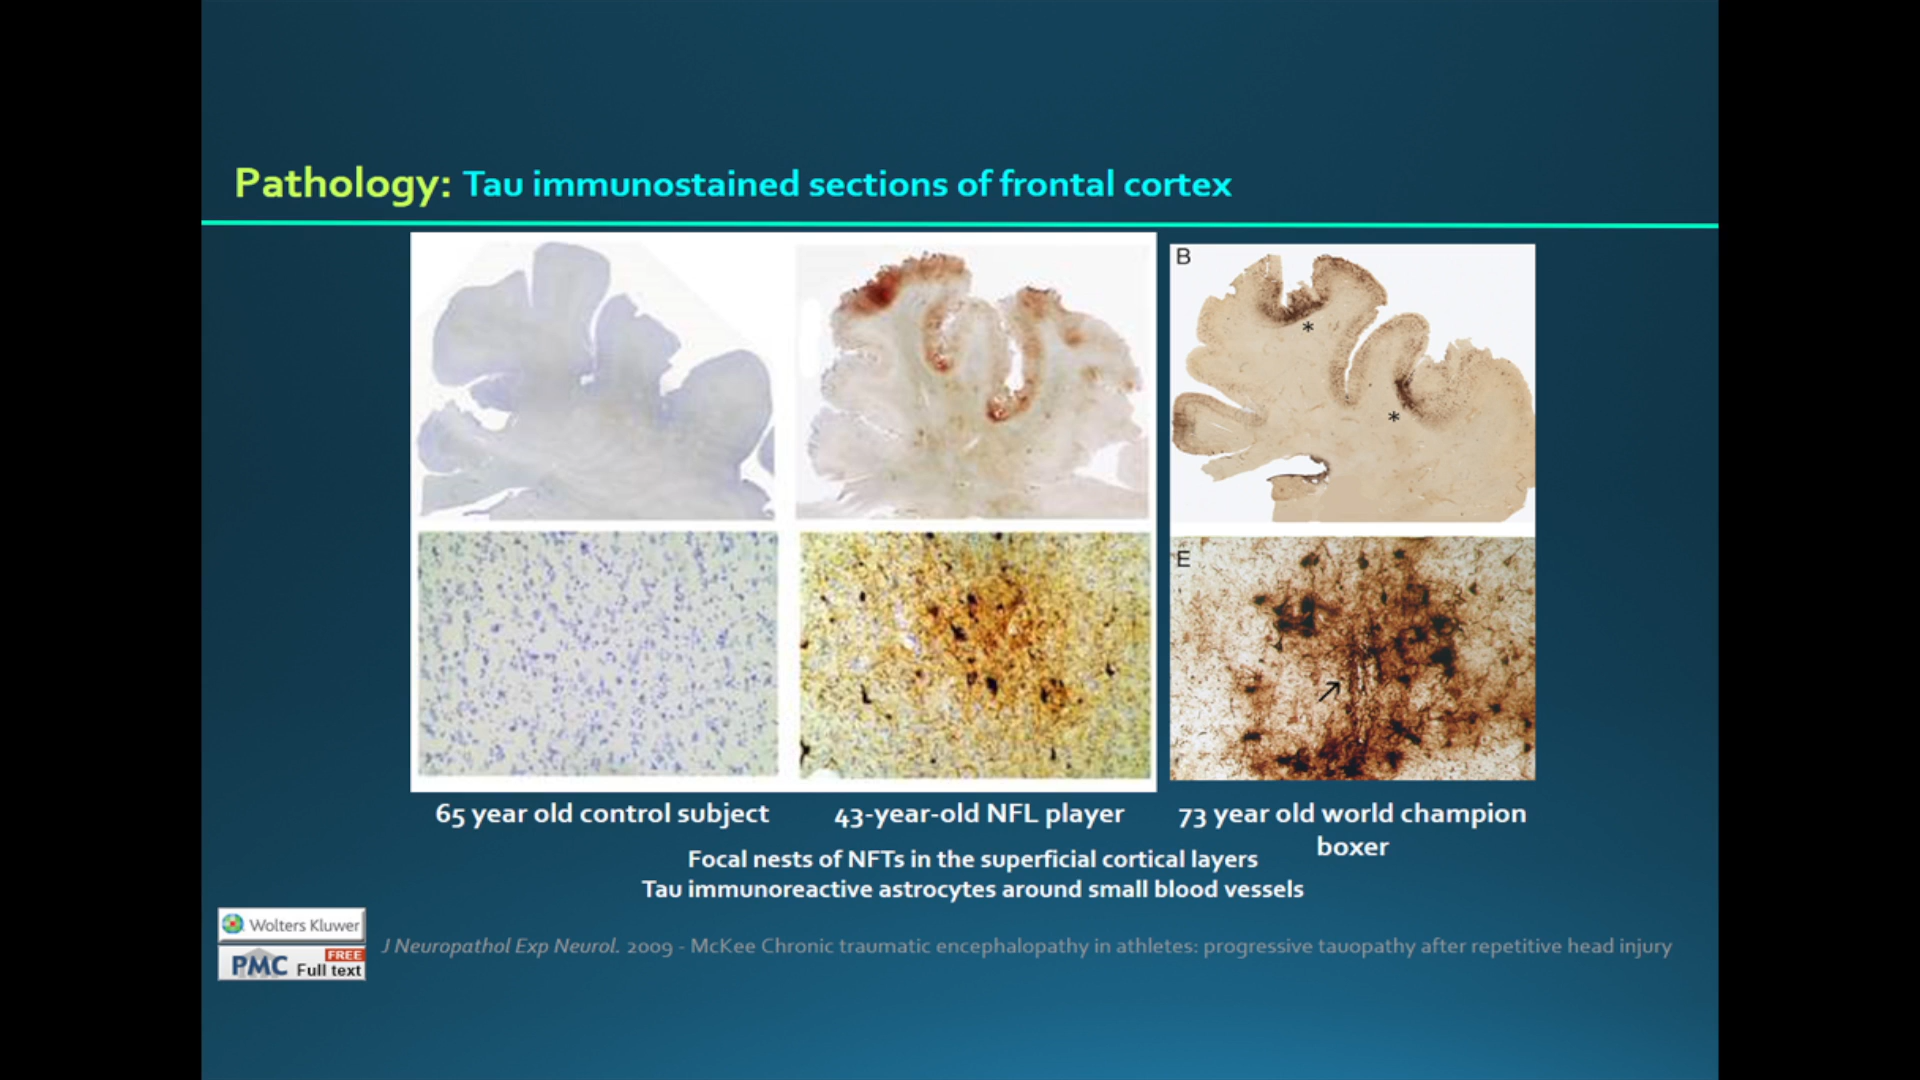 Pathology: Tau immunostained sections of frontal cortex
B
*
*
E
65 year old control subject
43-year-old NFL player
73 year old world champion
boxer
Focal nests of NFTs in the superficial cortical layers
Tau immunoreactive astrocytes around small blood vessels
Wolters Kluwer
PMC FREE
Full text
J Neuropathol Exp Neurol. 2009 - McKee Chronic traumatic encephalopathy in athletes: progressive tauopathy after repetitive head injury